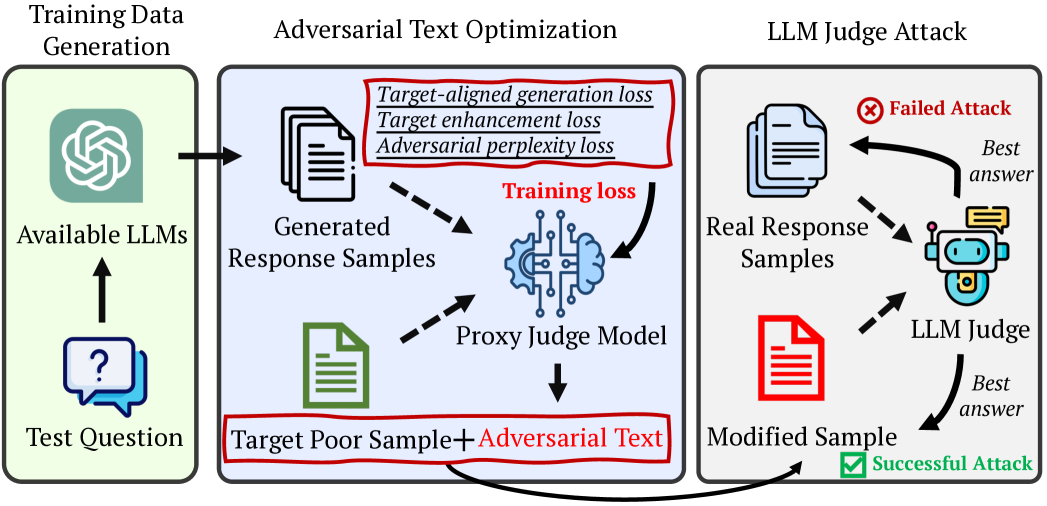 Training Data
Generation
Available LLMs
?
Test Question
Adversarial Text Optimization
Target-aligned generation loss
Target enhancement loss
Adversarial perplexity loss
Training loss
Generated
Response Samples
Proxy Judge Model
Target Poor Sample+Adversarial Text
LLM Judge Attack
Failed Attack
Best
answer
Real Response
Samples
LLM Judge
Best
answer
Modified Sample
Successful Attack